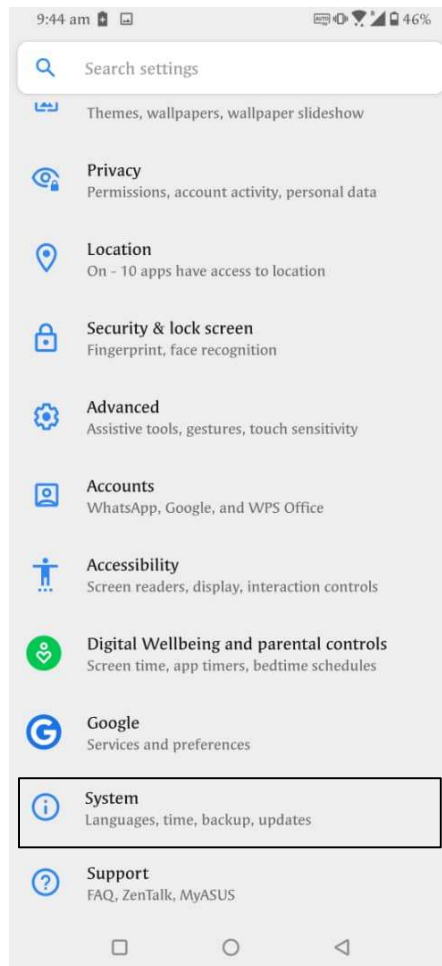 9:44 am 46%
Search settings
Themes, wallpapers, wallpaper slideshow
Privacy
Permissions, account activity, personal data
Location
On - 10 apps have access to location
Security & lock screen
Fingerprint, face recognition
Advanced
Assistive tools, gestures, touch sensitivity
Accounts
WhatsApp, Google, and WPS Office
Accessibility
Screen readers, display, interaction controls
Digital Wellbeing and parental controls
Screen time, app timers, bedtime schedules
Google
Services and preferences
System
Languages, time, backup, updates
Support
FAQ, ZenTalk, MyASUS